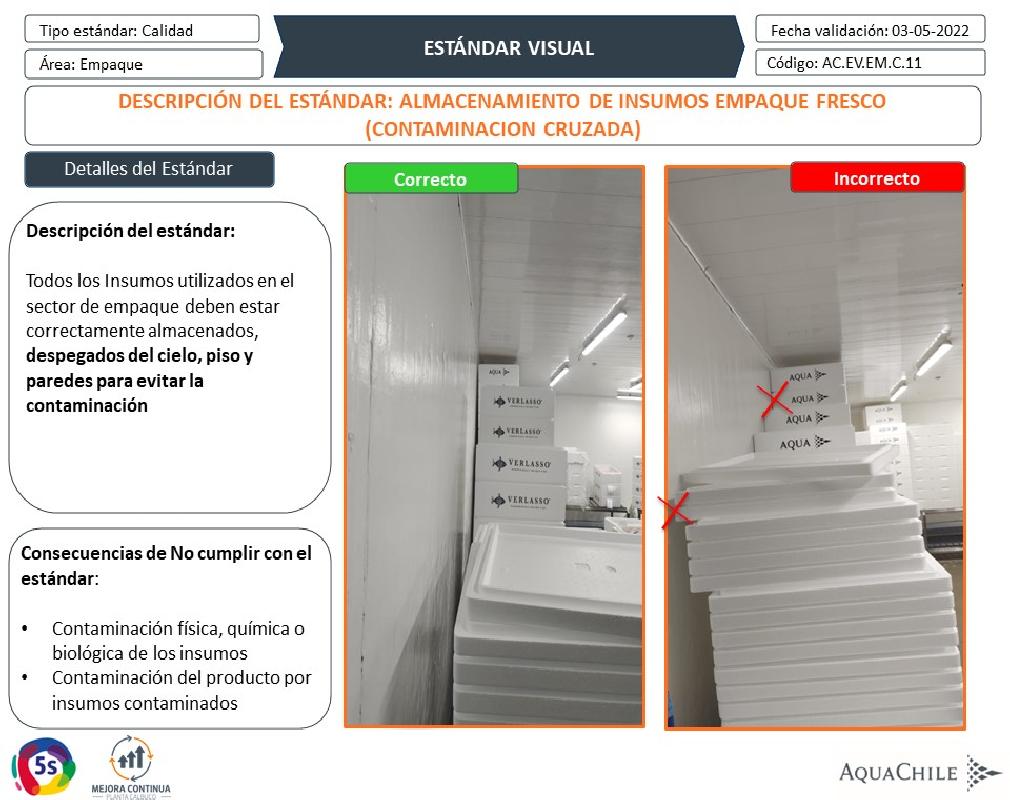 Tipo estándar: Calidad
Área: Empaque
ESTÁNDAR VISUAL
Fecha validación: 03-05-2022
Código: AC.EV.EM.C.11
DESCRIPCIÓN DEL ESTÁNDAR: ALMACENAMIENTO DE INSUMOS EMPAQUE FRESCO
(CONTAMINACION CRUZADA)
Detalles del Estándar
Descripción del estándar:
Todos los Insumos utilizados en el
sector de empaque deben estar
correctamente almacenados,
despegados del cielo, piso y
paredes para evitar la
contaminación
Consecuencias de No cumplir con el
estándar:
• Contaminación física, química o
biológica de los insumos
• Contaminación del producto por
insumos contaminados
Correcto
AQUA
VERLASSO
VERLASSO
VERLASSO
VERLASSO
Incorrecto
AQUA
AQUA
AQUA
AQUA
5s
MEJORA CONTINUA
PLANTA CALBUCO
AQUACHILE